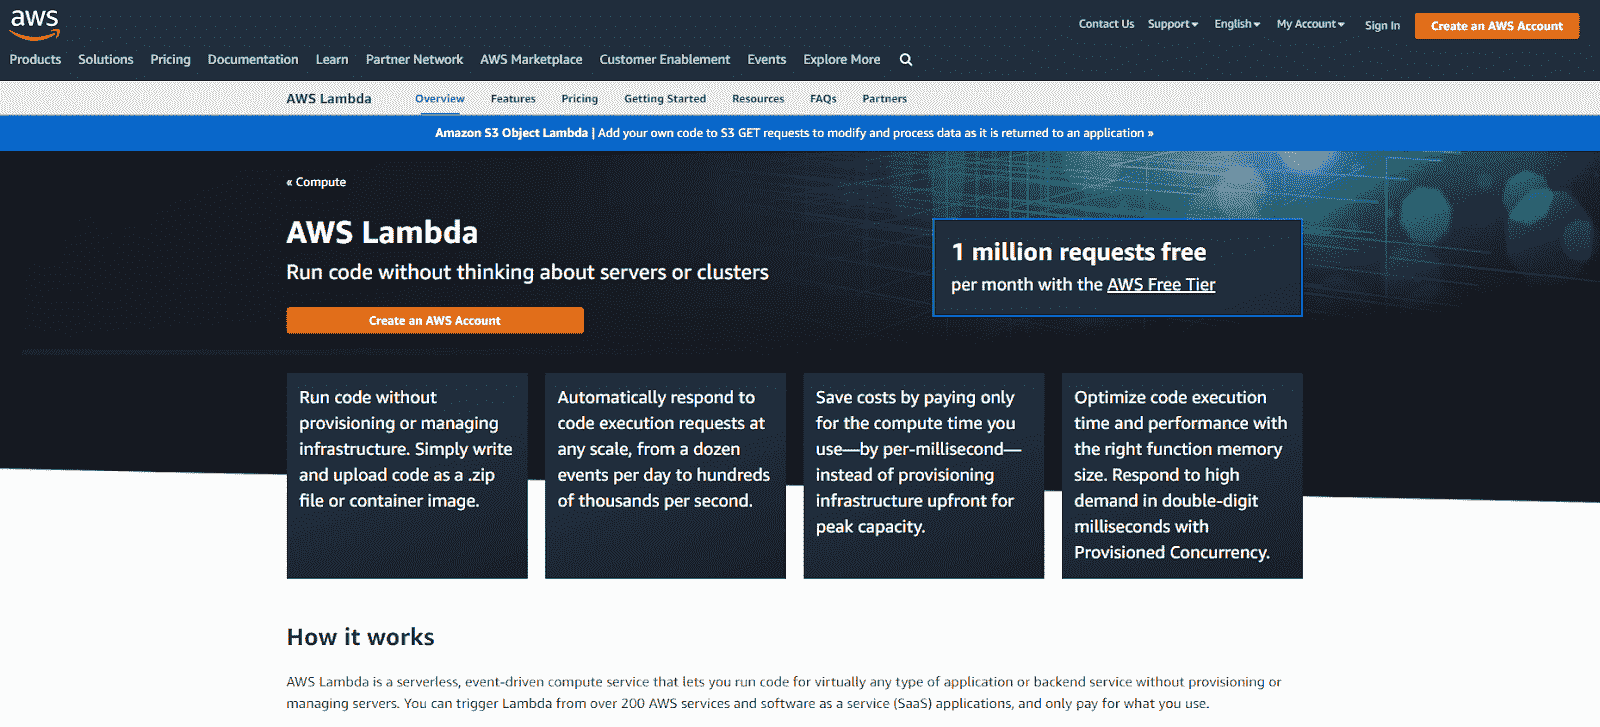 aws
Contact Us Support English My Account Sign In Create an AWS Account
Products Solutions Pricing Documentation Learn Partner Network AWS Marketplace Customer Enablement Events Explore More
AWS Lambda Overview Features Pricing Getting Started Resources FAQs Partners
Amazon S3 Object Lambda | Add your own code to S3 GET requests to modify and process data as it is returned to an application »
« Compute
AWS Lambda
Run code without thinking about servers or clusters
Create an AWS Account
1 million requests free
per month with the AWS Free Tier
Run code without
provisioning or managing
infrastructure. Simply write
and upload code as a .zip
file or container image.
Automatically respond to
code execution requests at
any scale, from a dozen
events per day to hundreds
of thousands per second.
Save costs by paying only
for the compute time you
use—by per-millisecond—
instead of provisioning
infrastructure upfront for
peak capacity.
Optimize code execution
time and performance with
the right function memory
size. Respond to high
demand in double-digit
milliseconds with
Provisioned Concurrency.
How it works
AWS Lambda is a serverless, event-driven compute service that lets you run code for virtually any type of application or backend service without provisioning or
managing servers. You can trigger Lambda from over 200 AWS services and software as a service (SaaS) applications, and only pay for what you use.